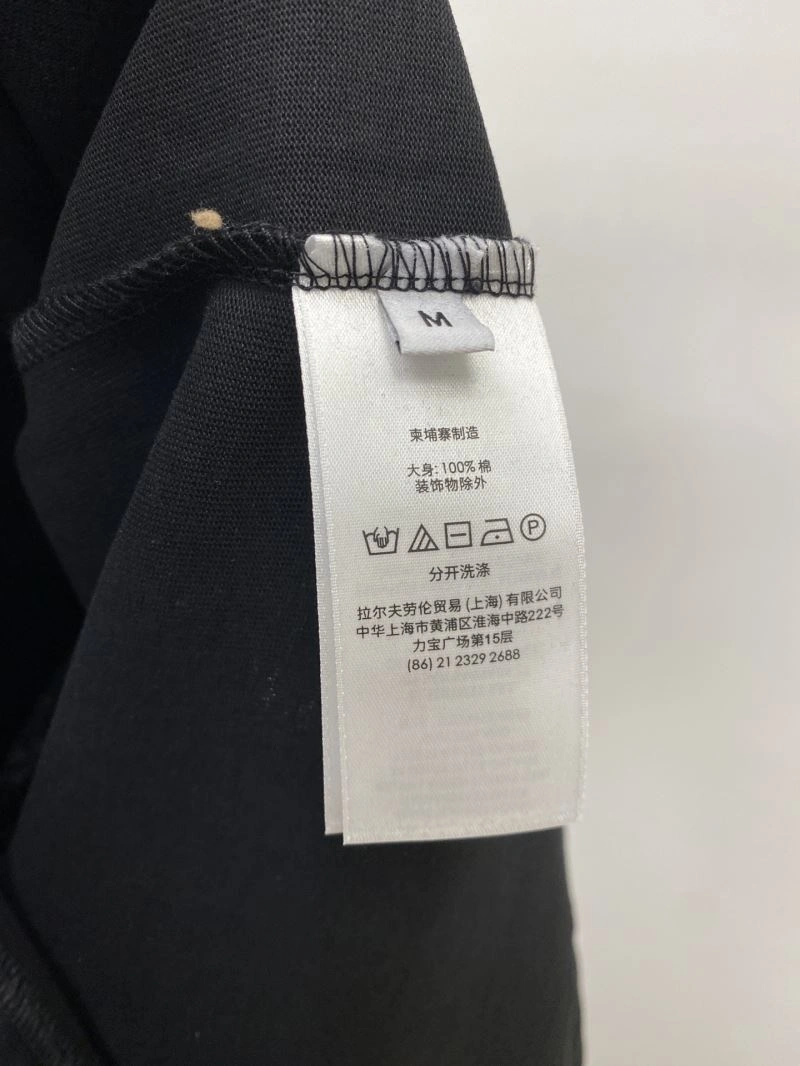 M
柬埔寨制造
大身: 100% 棉
装饰物除外
P
分开洗涤
拉尔夫劳伦贸易 (上海) 有限公司
中华上海市黄浦区淮海中路222号
力宝广场第15层
(86) 21 2329 2688